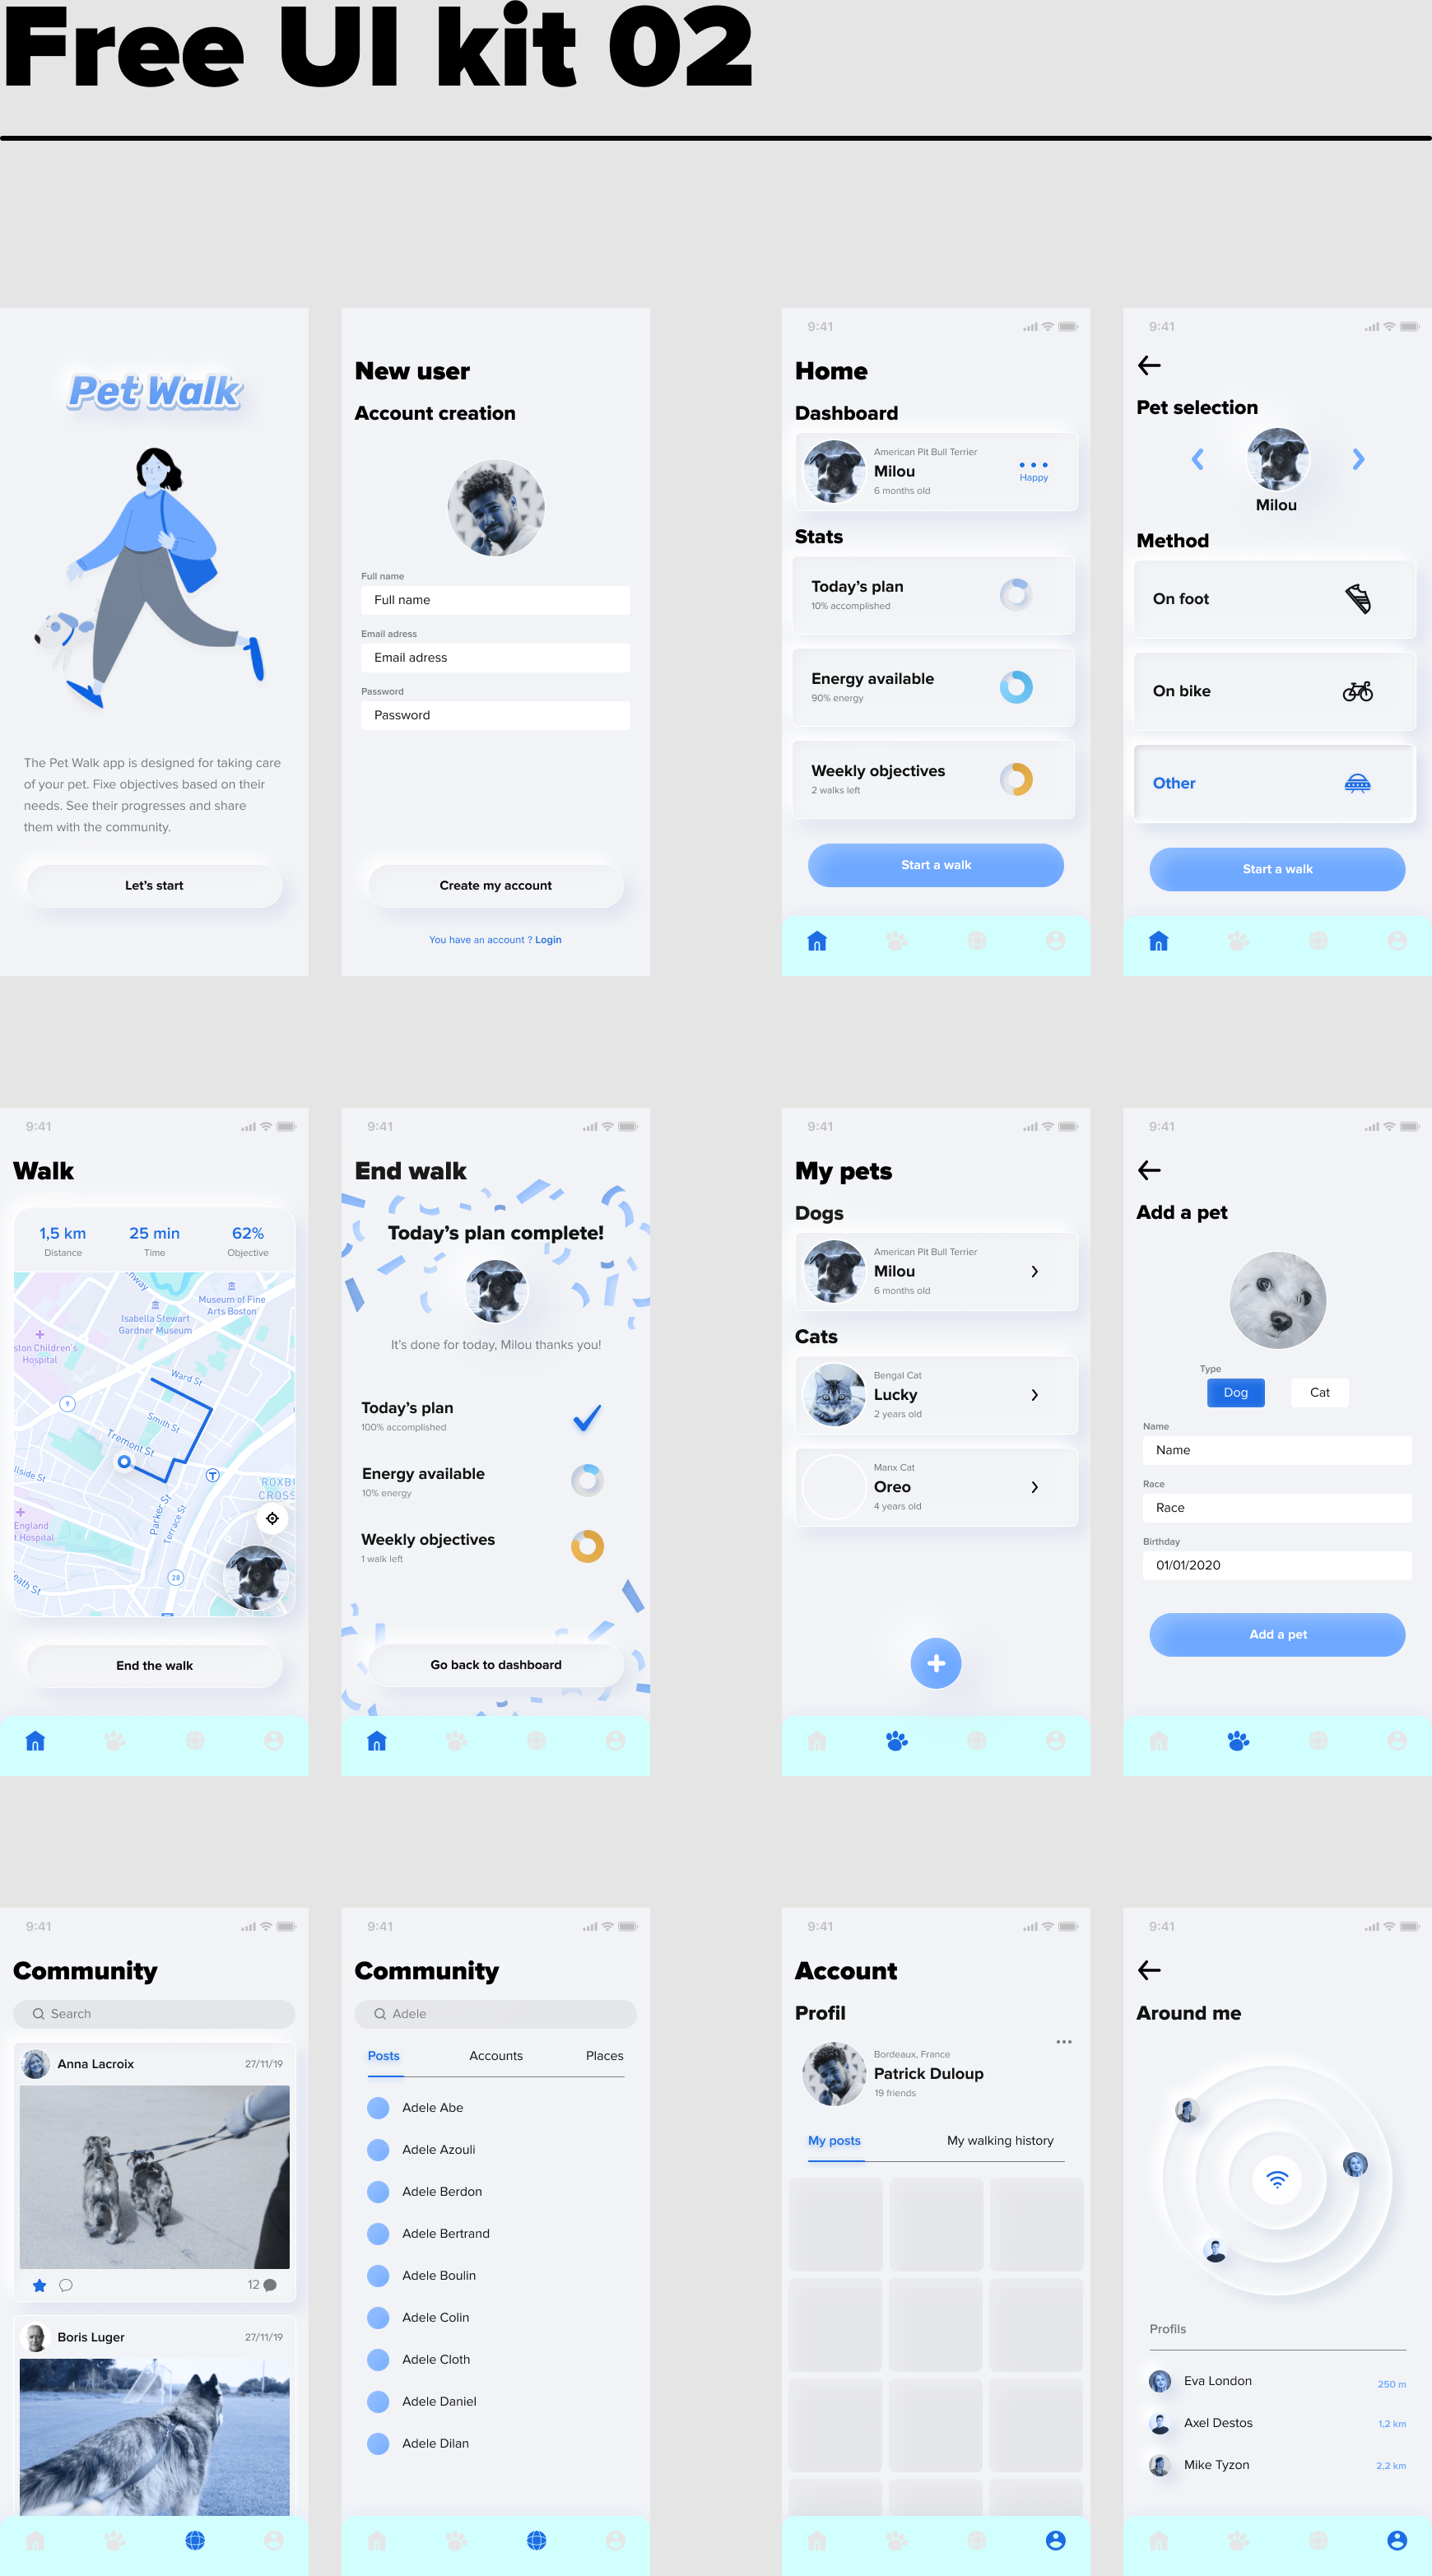 Free UI kit 02
Pet Walk
The Pet Walk app is designed for taking care
of your pet. Fixe objectives based on their
needs. See their progresses and share
them with the community.
Let's start
New user
Account creation
Full name
Full name
Email adress
Email adress
Password
Password
Create my account
You have an account ? Login
9:41
Home
Dashboard
American Pit Bull Terrier
Milou
6 months old
Happy
Stats
Today's plan
10% accomplished
Energy available
90% energy
Weekly objectives
2 walks left
Start a walk
9:41
Pet selection
Milou
Method
On foot
On bike
Other
Start a walk
9:41
Walk
1,5 km
Distance
25 min
Time
62%
Objective
nway
Museum of Fine
Arts Boston
Isabella Stewart
Gardner Museum
ston Children's
Hospital
Ward St
9
Smith St
Tremont St
llside St
T
ROXBU
CROSS
Parker St
Terrace St
England
t Hospital
28
eath St
End the walk
9:41
End walk
Today's plan complete!
It's done for today, Milou thanks you!
Today's plan
100% accomplished
Energy available
10% energy
Weekly objectives
1 walk left
Go back to dashboard
9:41
My pets
Dogs
American Pit Bull Terrier
Milou
6 months old
Cats
Bengal Cat
Lucky
2 years old
Manx Cat
Oreo
4 years old
9:41
Add a pet
Type
Dog
Cat
Name
Name
Race
Race
Birthday
01/01/2020
Add a pet
9:41
Community
Search
Anna Lacroix
27/11/19
12
Boris Luger
27/11/19
9:41
Community
Adele
Posts
Accounts
Places
Adele Abe
Adele Azouli
Adele Berdon
Adele Bertrand
Adele Boulin
Adele Colin
Adele Cloth
Adele Daniel
Adele Dilan
9:41
Account
Profil
Bordeaux, France
Patrick Duloup
19 friends
My posts
My walking history
9:41
Around me
Profils
Eva London
250 m
Axel Destos
1,2 km
Mike Tyzon
2,2 km